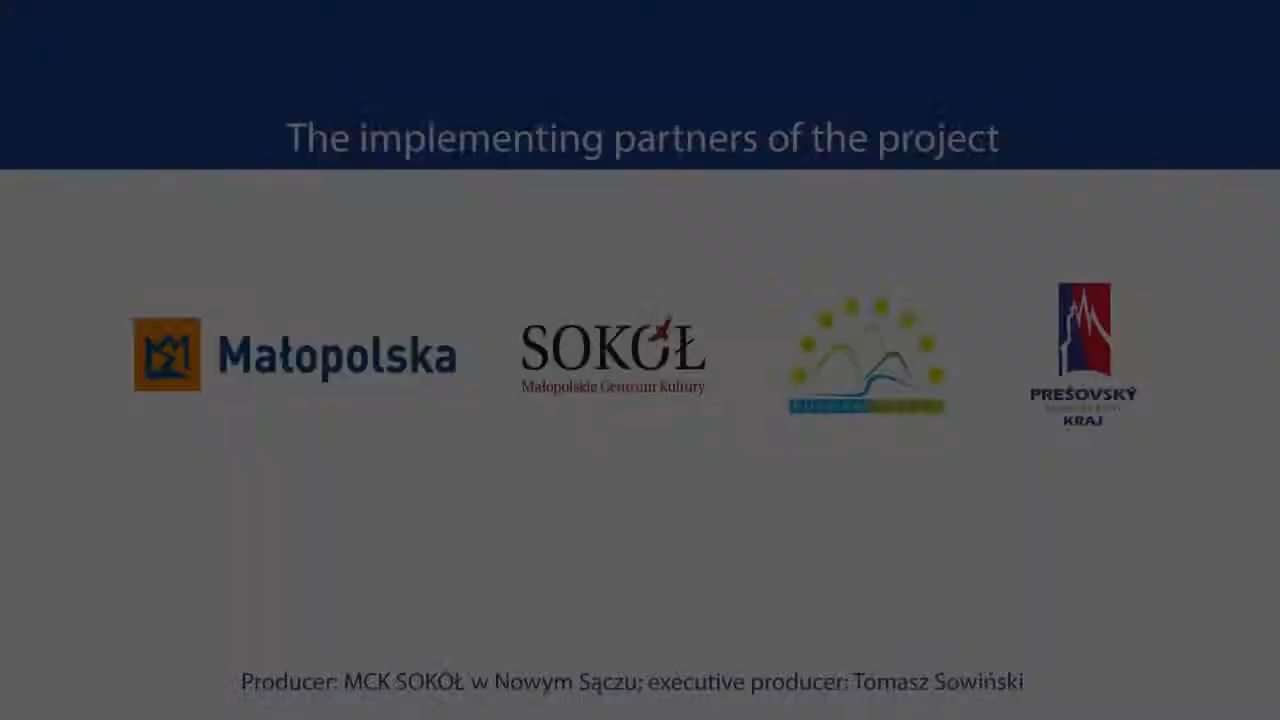 The implementing partners of the project
Małopolska
SOKÓŁ
Małopolskie Centrum Kultury
PREŠOVSKÝ
KRAJ
Producer: MCK SOKÓŁ w Nowym Sączu; executive producer: Tomasz Sowiński